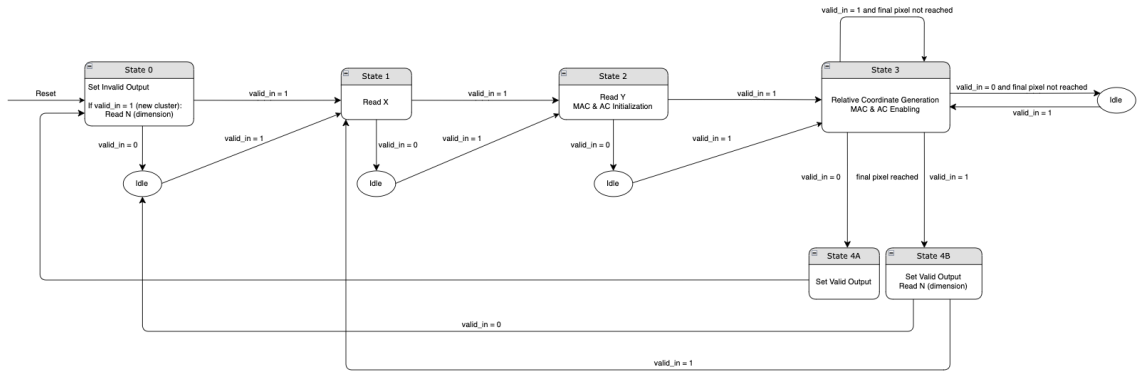 valid_in = 1 and final pixel not reached
State 0
Set Invalid Output
If valid_in = 1 (new cluster):
Read N (dimension)
State 1
Read X
State 2
Read Y
MAC & AC Initialization
State 3
Relative Coordinate Generation
MAC & AC Enabling
Reset
valid_in = 1
valid_in = 1
valid_in = 1
valid_in = 0 and final pixel not reached
valid_in = 1
Idle
valid_in = 0
valid_in = 1
valid_in = 0
valid_in = 1
valid_in = 0
Idle
Idle
Idle
valid_in = 0
final pixel reached
valid_in = 1
State 4A
Set Valid Output
State 4B
Set Valid Output
Read N (dimension)
valid_in = 0
valid_in = 1